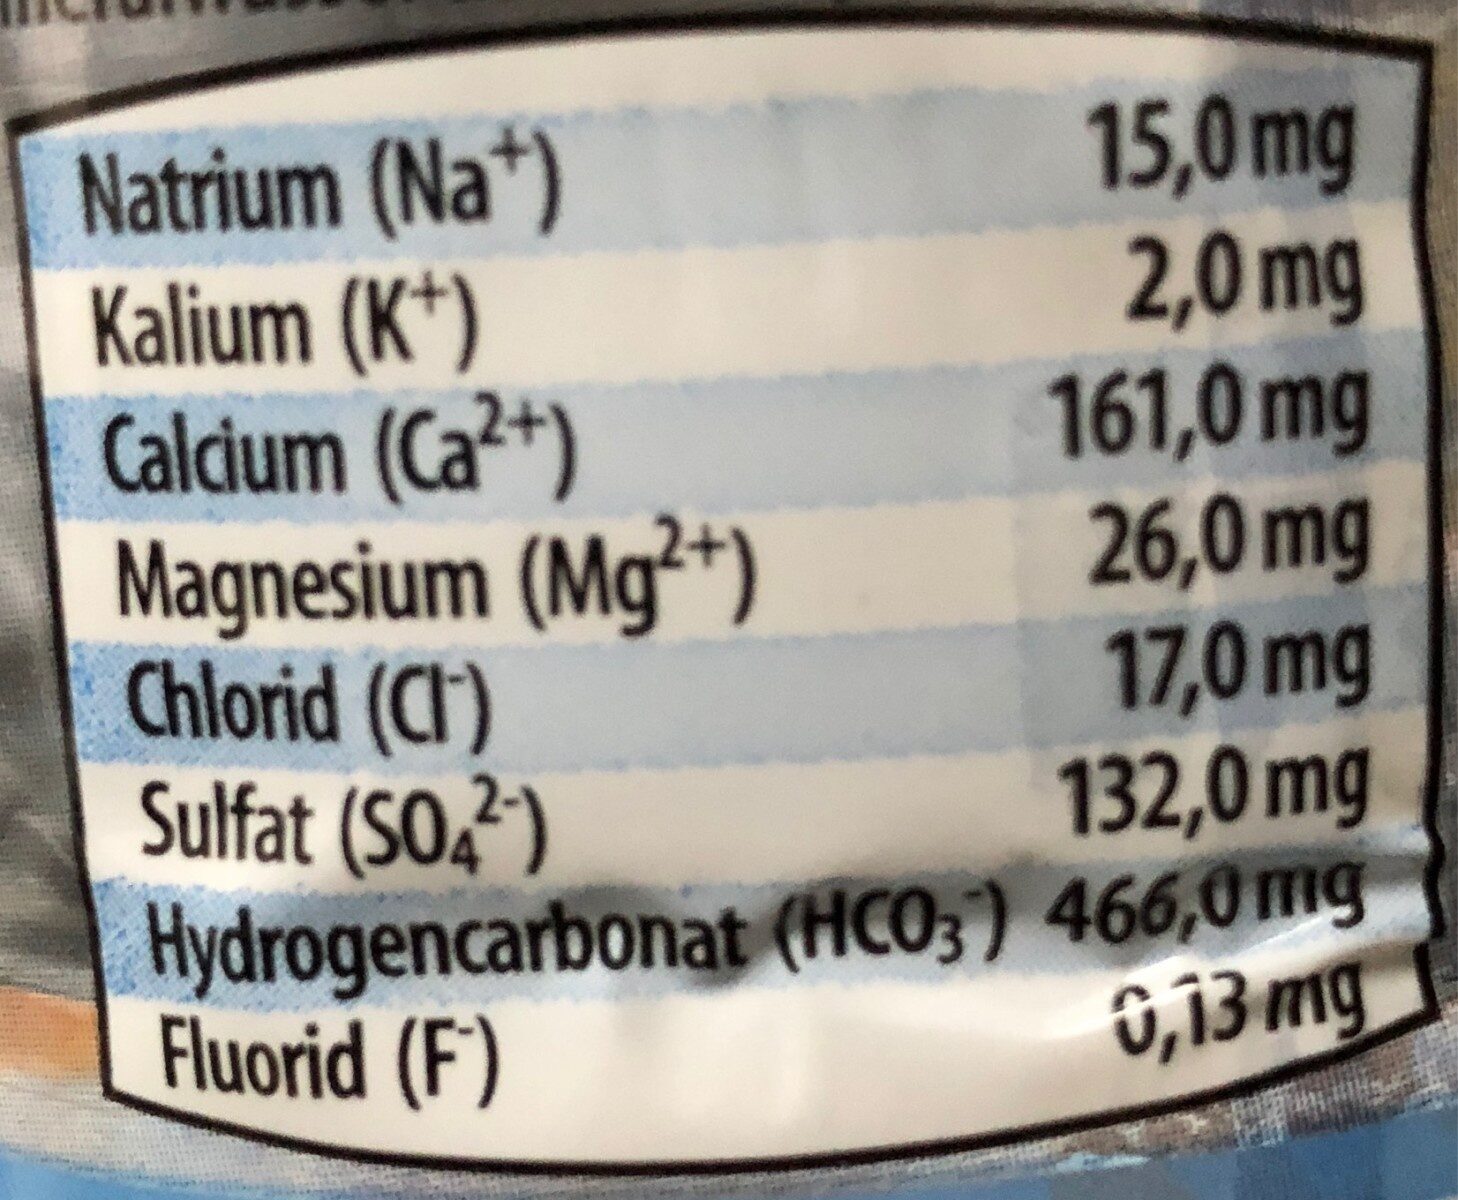 Natrium (Na⁺) 15,0 mg
Kalium (K⁺) 2,0 mg
Calcium (Ca²⁺) 161,0 mg
Magnesium (Mg²⁺) 26,0 mg
Chlorid (Cl⁻) 17,0 mg
Sulfat (SO₄²⁻) 132,0 mg
Hydrogencarbonat (HCO₃⁻) 466,0 mg
Fluorid (F⁻) 0,13 mg